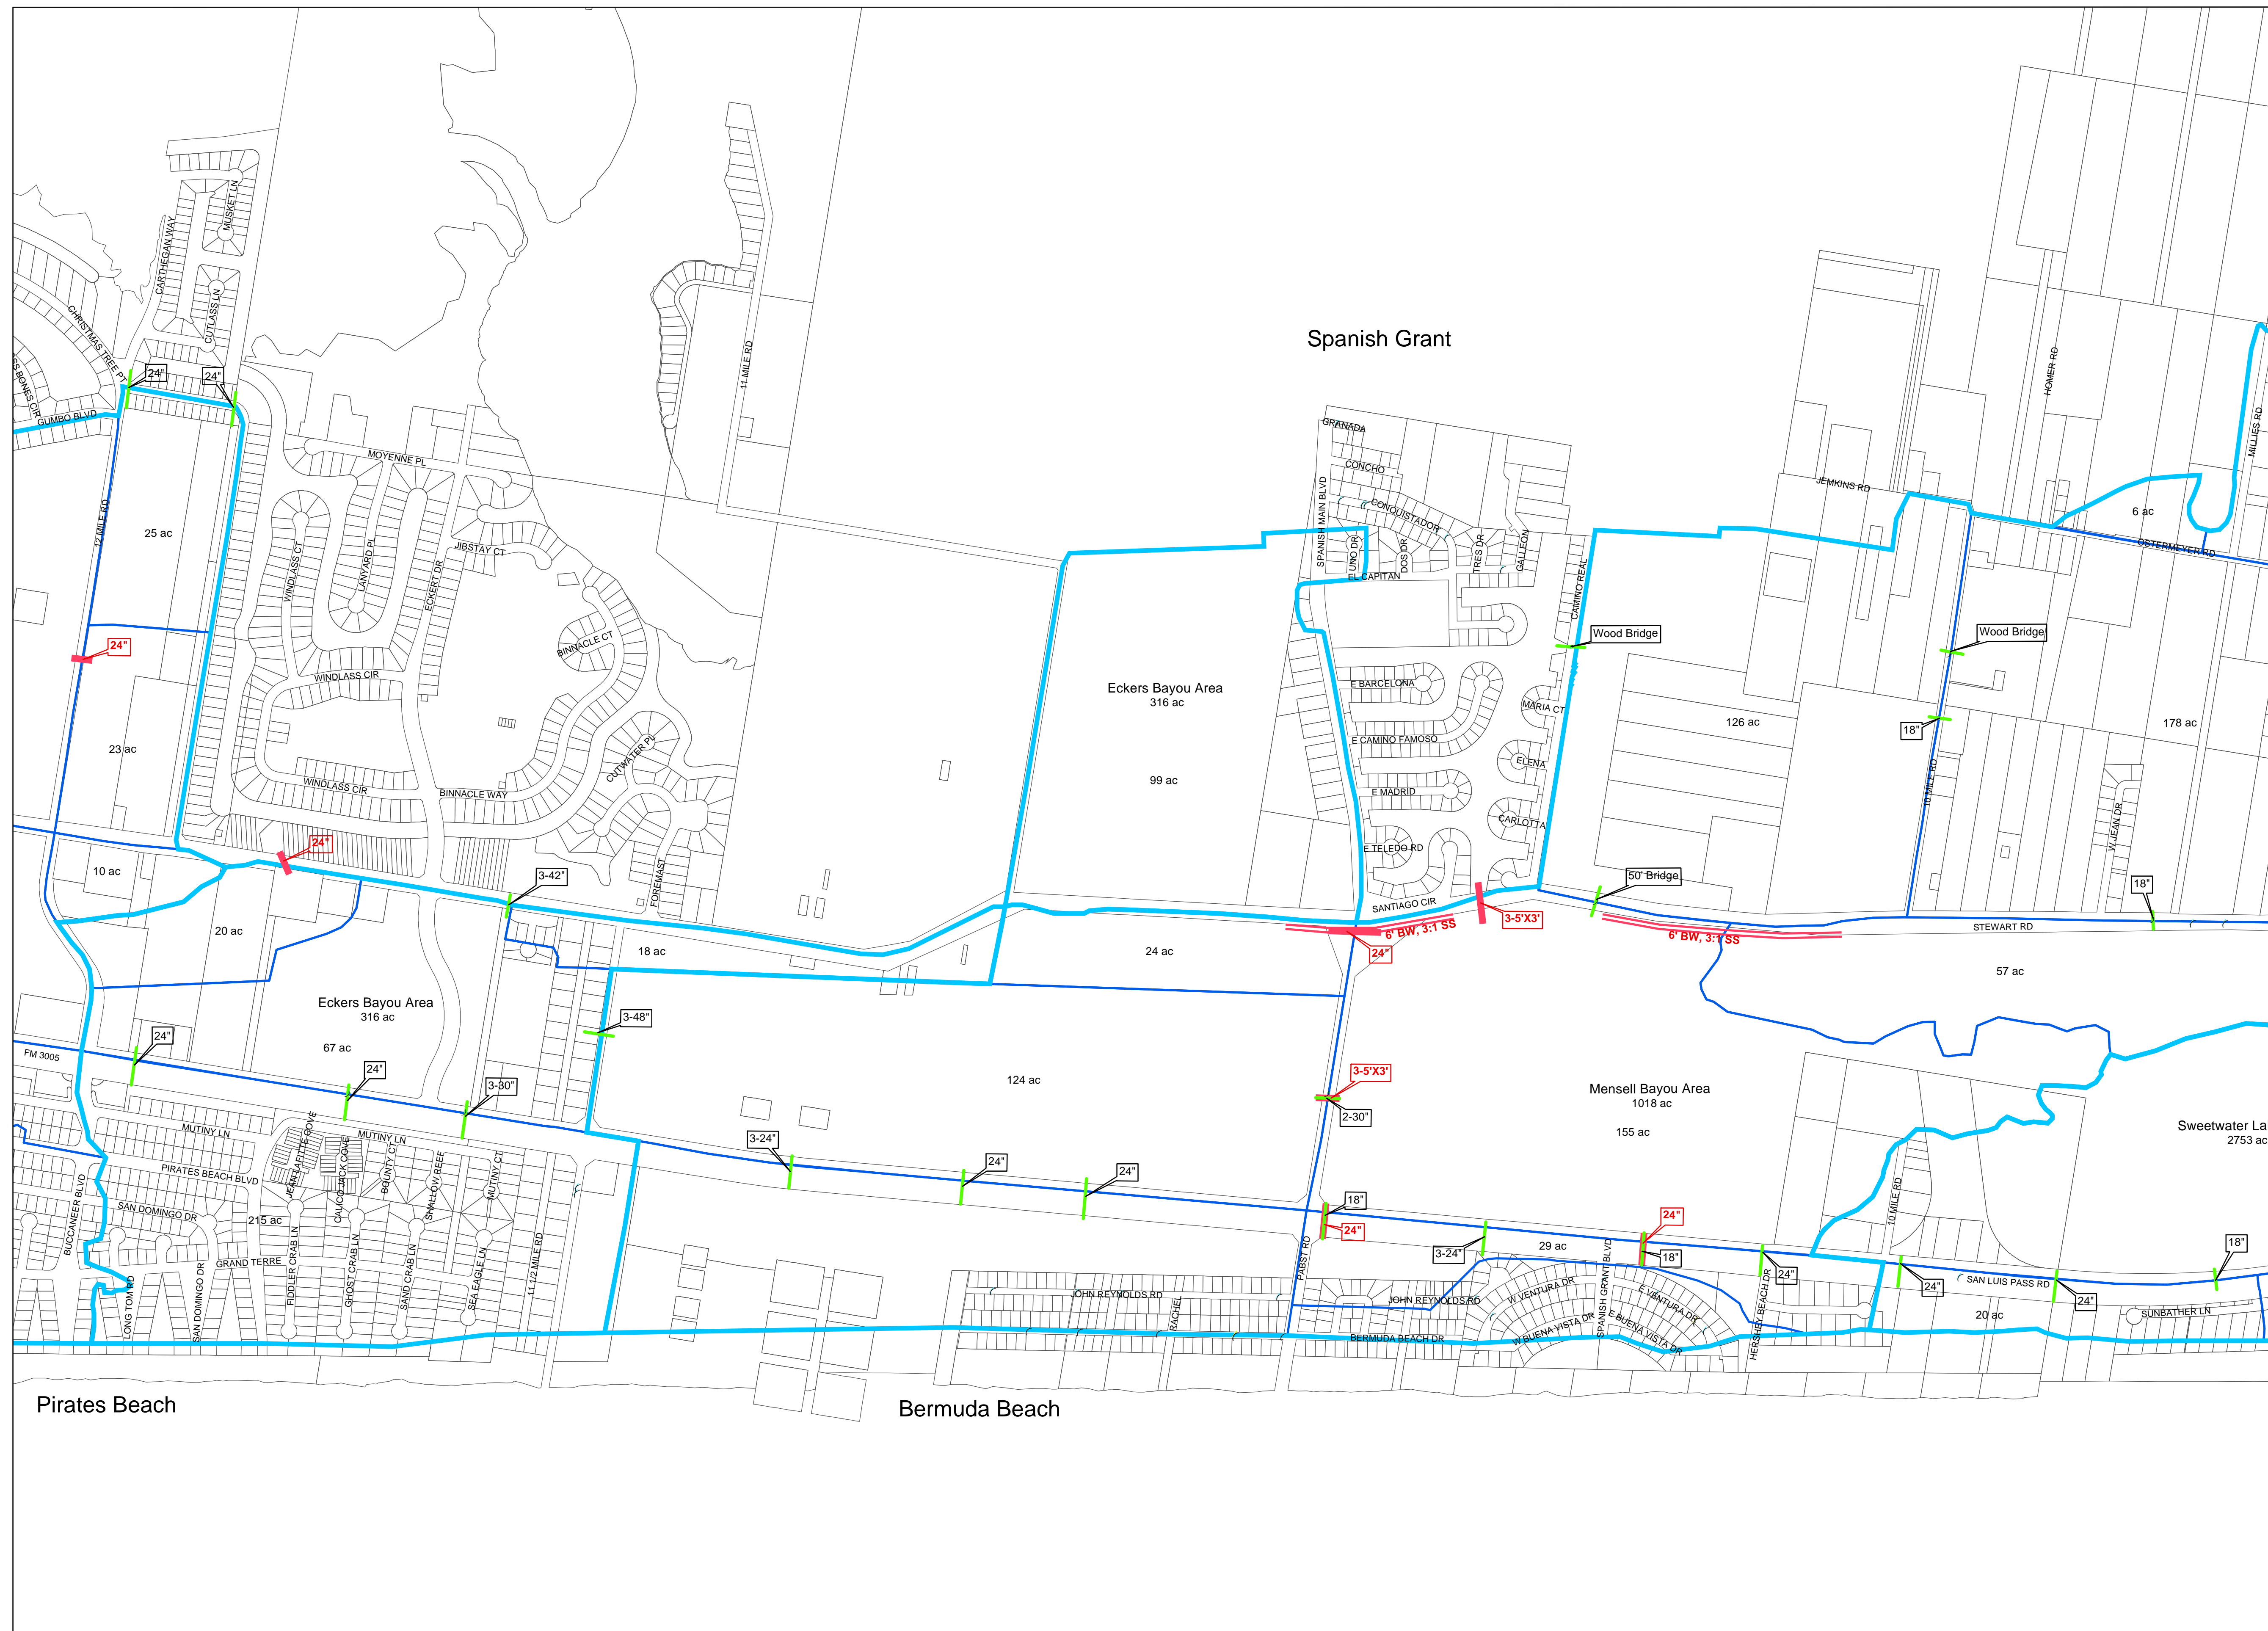 MUSKET LN
CARTHEGAN WAY
CUTLASS LN
CHRISTMAS TREE PT
24"
24"
GUMBO BLVD
11 MILE RD
Spanish Grant
HOMER RD
MILLIES RD
GRANADA
CONCHO
CONQUISTADOR
SPANISH MAIN BLVD
UNO DR
DOS DR
TRES DR
GALLEON
EL CAPITAN
CAMINO REAL
JEMKINS RD
6 ac
OSTERMEYER RD
MOYENNE PL
12 MILE RD
25 ac
WINDLASS CT
LANYARD PL
ECKERT DR
JIBSTAY CT
BINNACLE CT
24"
WINDLASS CIR
Wood Bridge
Wood Bridge
Eckers Bayou Area
316 ac
E BARCELONA
MARIA CT
126 ac
18"
178 ac
23 ac
E CAMINO FAMOSO
CUTWATER PL
ELENA
99 ac
WINDLASS CIR
BINNACLE WAY
E MADRID
10 MILE RD
CARLOTTA
W JEAN DR
24"
E TELEDO RD
10 ac
3-42"
FOREMAST
50' Bridge
18"
SANTIAGO CIR
3-5'X3'
6' BW, 3:1 SS
6' BW, 3:1 SS
STEWART RD
20 ac
18 ac
24 ac
24"
57 ac
Eckers Bayou Area
316 ac
3-48"
24"
67 ac
FM 3005
24"
3-30"
124 ac
3-5'X3'
2-30"
Mensell Bayou Area
1018 ac
155 ac
Sweetwater La
2753 ac
MUTINY LN
MUTINY LN
PIRATES BEACH BLVD
JEAN LAFITTE COVE
CALICO JACK COVE
BOUNTY CT
SHALLOW REEF
MUTINY CT
3-24"
24"
24"
18"
24"
24"
18"
3-24"
29 ac
24"
10 MILE RD
BUCCANEER BLVD
SAN DOMINGO DR
215 ac
GRAND TERRE
11 1/2 MILE RD
PABST RD
SPANISH GRANT BLVD
HERSHEY BEACH DR
24"
SAN LUIS PASS RD
24"
18"
LONG TOM RD
SAN DOMINGO DR
FIDDLER CRAB LN
GHOST CRAB LN
SAND CRAB LN
SEA EAGLE LN
JOHN REYNOLDS RD
RACHEL
JOHN REYNOLDS RD
W VENTURA DR
E VENTURA DR
W BUENA VISTA DR
E BUENA VISTA DR
BERMUDA BEACH DR
20 ac
SUNBATHER LN
Pirates Beach
Bermuda Beach